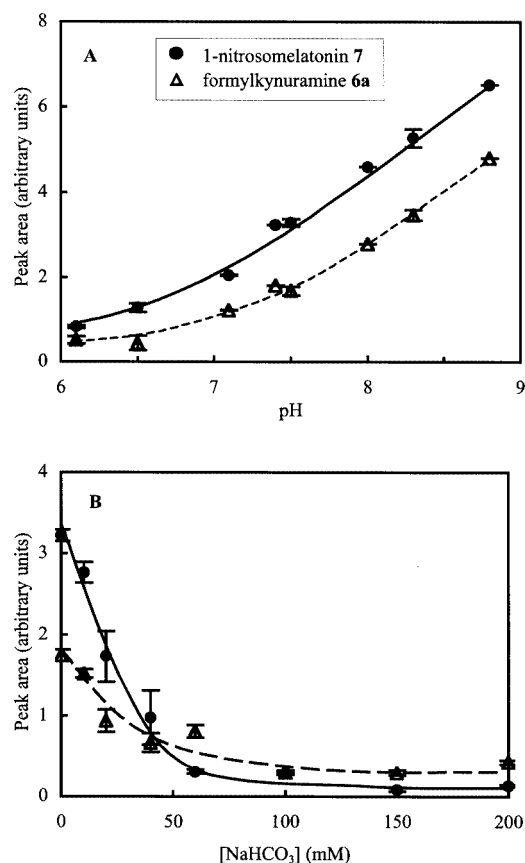 A
1-nitrosomelatonin 7
formylkynuramine 6a
Peak area (arbitrary units)
8
6
4
2
0
6
7
8
9
pH
B
Peak area (arbitrary units)
4
3
2
1
0
0
50
100
150
200
[NaHCO₃] (mM)